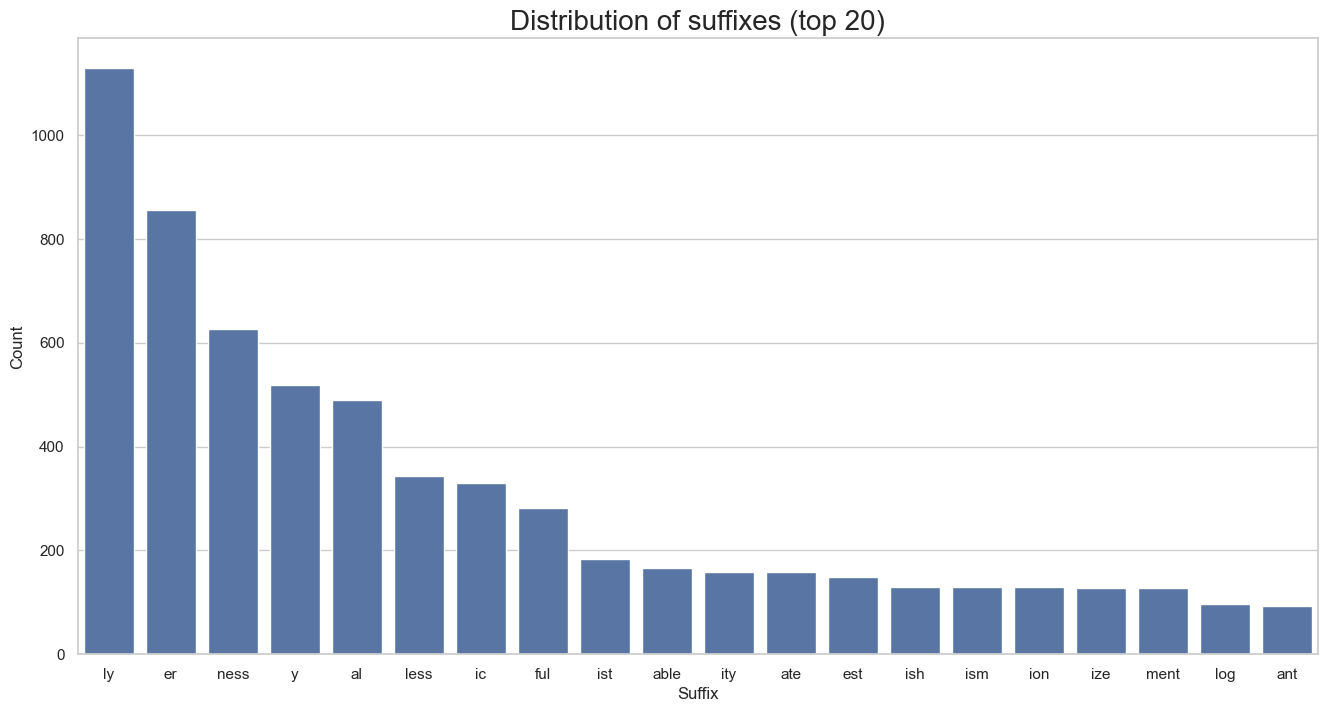 Distribution of suffixes (top 20)
1000
800
600
400
200
0
Count
ly er ness y al less ic ful ist able ity ate est ish ism ion ize ment log ant
Suffix